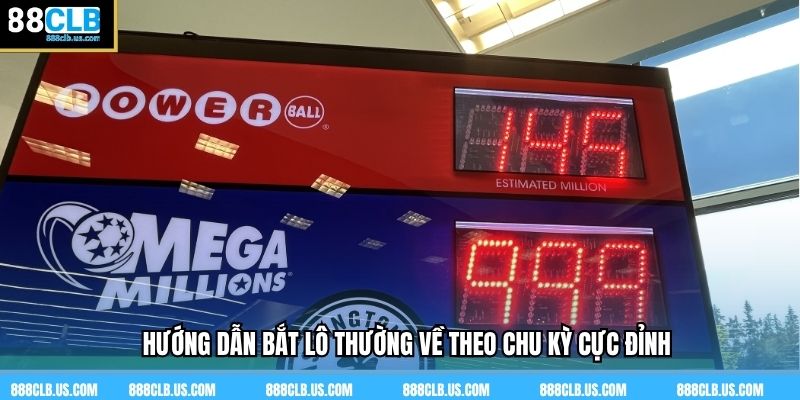 88CLB
888clb.us.com
POWER BALL®
145
ESTIMATED MILLION
MEGA
MILLIONS®
999
HƯỚNG DẪN BẮT LÔ THƯỜNG VỀ THEO CHU KỲ CỰC ĐỈNH
888CLB.US.COM 888CLB.US.COM 888CLB.US.COM 888CLB.US.COM 888CLB.US.COM 888CLB.US.COM